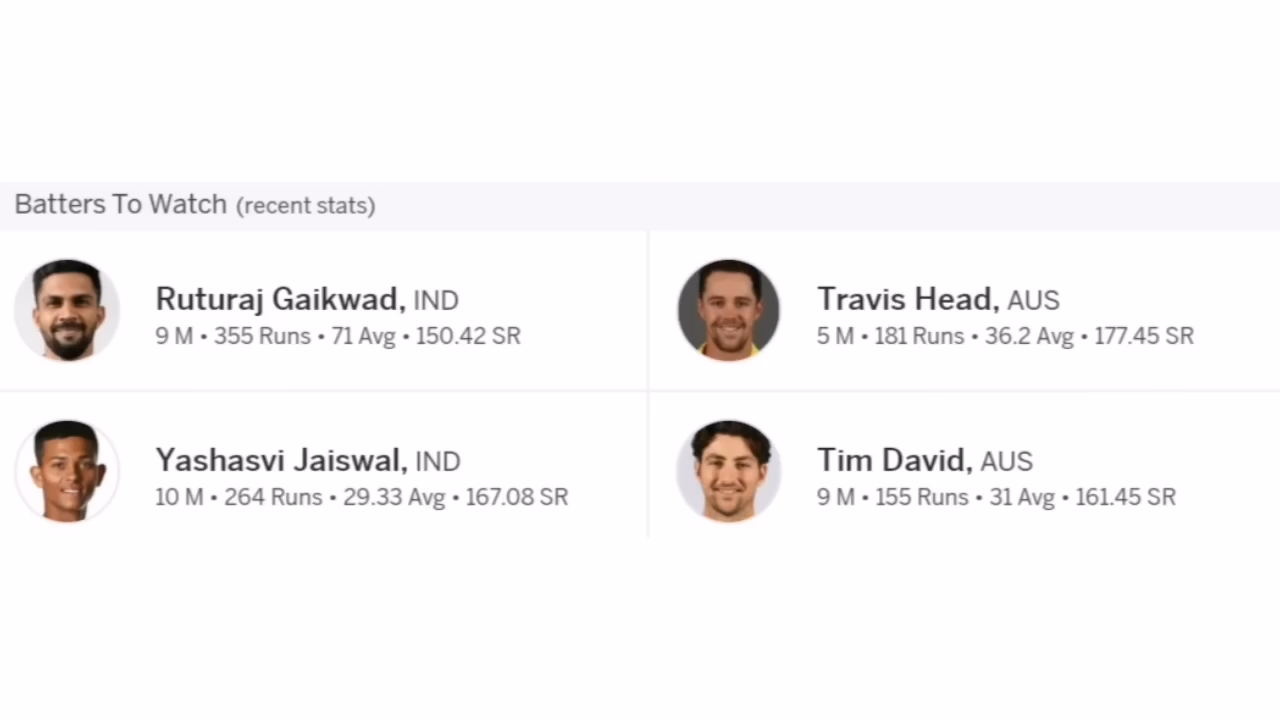 Batters To Watch (recent stats)
Ruturaj Gaikwad, IND
9 M • 355 Runs • 71 Avg • 150.42 SR
Travis Head, AUS
5 M • 181 Runs • 36.2 Avg • 177.45 SR
Yashasvi Jaiswal, IND
10 M • 264 Runs • 29.33 Avg • 167.08 SR
Tim David, AUS
9 M • 155 Runs • 31 Avg • 161.45 SR